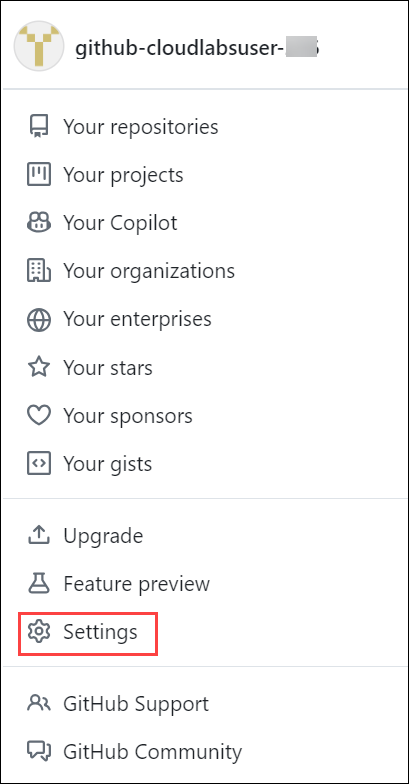 github-cloudlabsuser-
Your repositories
Your projects
Your Copilot
Your organizations
Your enterprises
Your stars
Your sponsors
Your gists
Upgrade
Feature preview
Settings
GitHub Support
GitHub Community